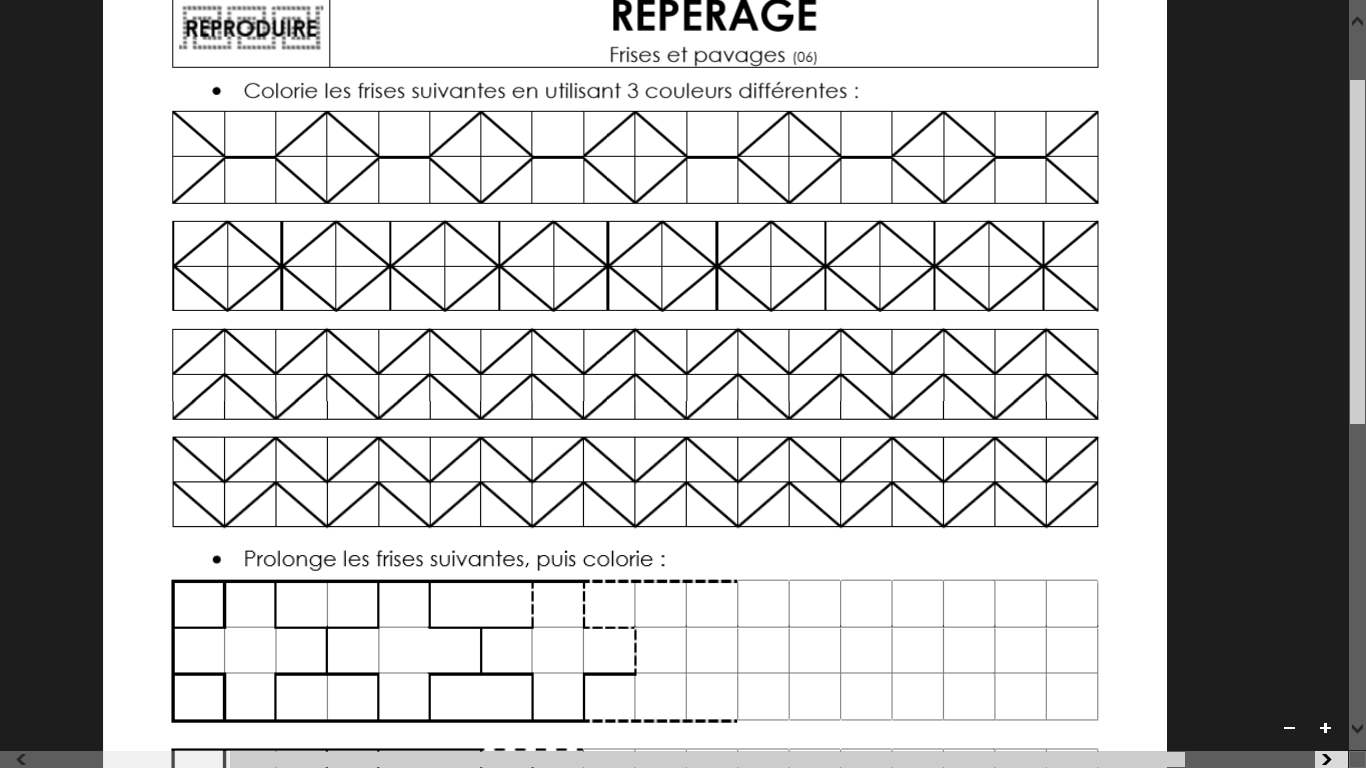 REPERAGE
REPRODUIRE
Frises et pavages (06)
• Colorie les frises suivantes en utilisant 3 couleurs différentes :
• Prolonge les frises suivantes, puis colorie :